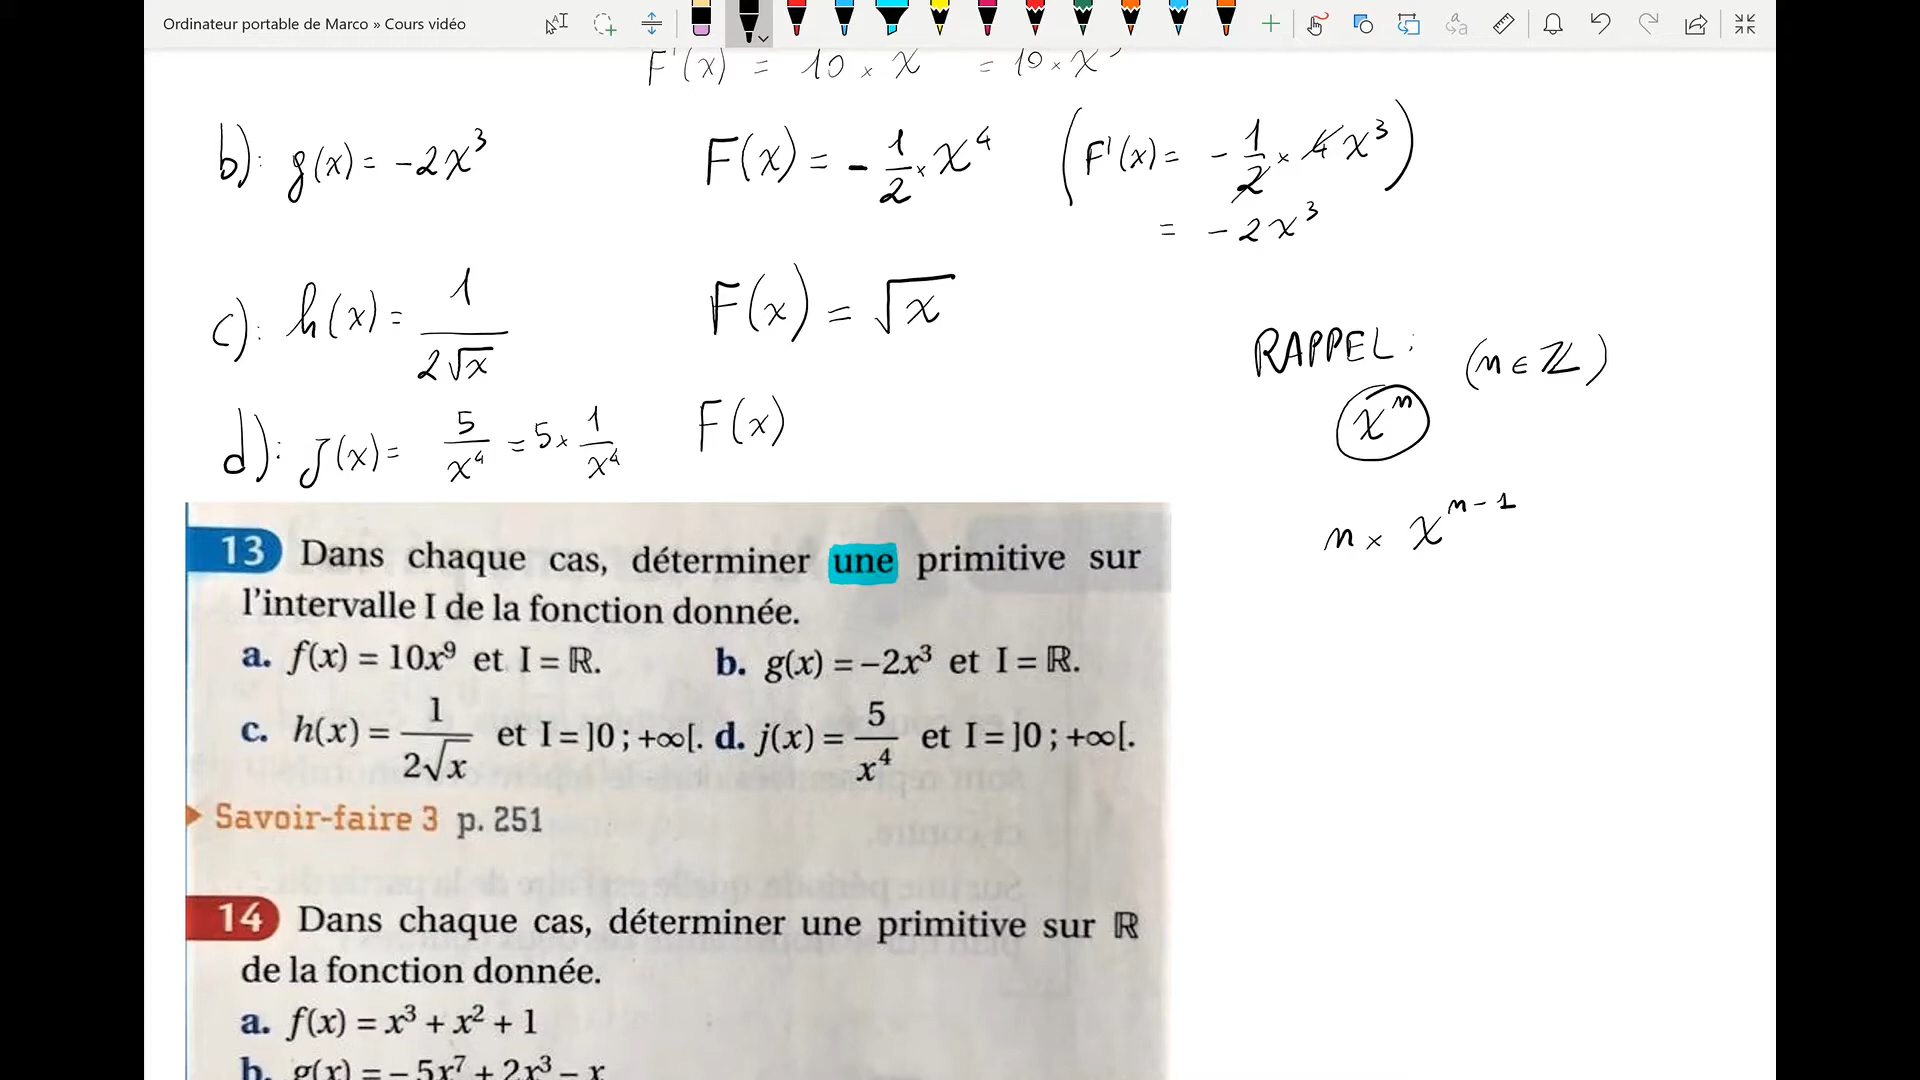 Ordinateur portable de Marco » Cours vidéo
F'(x) = 10 × x = 10 × x⁹
b): g(x) = -2x³ F(x) = - 1/2 × x⁴ (F'(x) = - 1/2 × 4x³)
= -2x³
c): h(x) = 1/(2√x) F(x) = √x
RAPPEL: (n ∈ ℤ)
xⁿ
d): j(x) = 5/x⁴ = 5 × 1/x⁴ F(x)
n × xⁿ⁻¹
13 Dans chaque cas, déterminer une primitive sur
l'intervalle I de la fonction donnée.
a. f(x) = 10x⁹ et I = ℝ. b. g(x) = –2x³ et I = ℝ.
c. h(x) = 1/(2√x) et I = ]0 ; +∞[. d. j(x) = 5/x⁴ et I = ]0 ; +∞[.
Savoir-faire 3 p. 251
14 Dans chaque cas, déterminer une primitive sur ℝ
de la fonction donnée.
a. f(x) = x³ + x² + 1
b. g(x) = – 5x⁷ + 2x³ – x